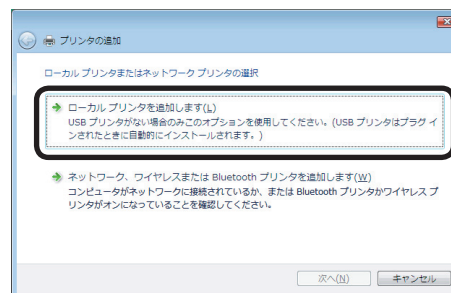 プリンタの追加
ローカル プリンタまたはネットワーク プリンタの選択
ローカル プリンタを追加します(L)
USB プリンタがない場合のみこのオプションを使用してください。(USB プリンタはプラグ イ
ンされたときに自動的にインストールされます。)
ネットワーク、ワイヤレスまたは Bluetooth プリンタを追加します(W)
コンピュータがネットワークに接続されているか、または Bluetooth プリンタかワイヤレス プ
リンタがオンになっていることを確認してください。
次へ(N) キャンセル